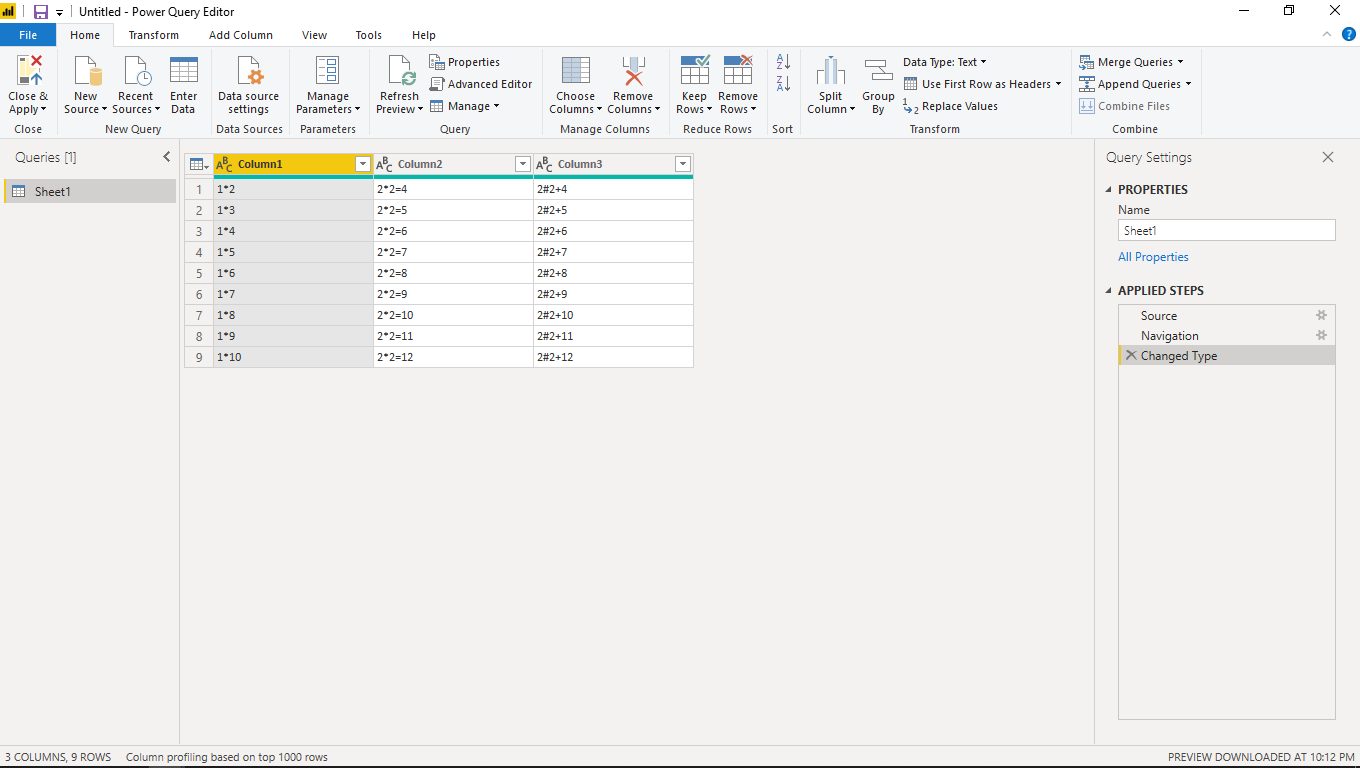 Untitled - Power Query Editor
File Home Transform Add Column View Tools Help
Close & Apply
New Source
Recent Sources
Enter Data
Data source settings
Manage Parameters
Refresh Preview
Properties
Advanced Editor
Manage
Choose Columns
Remove Columns
Keep Rows
Remove Rows
A Z
Z A
Split Column
Group By
Data Type: Text
Use First Row as Headers
1 2 Replace Values
Merge Queries
Append Queries
Combine Files
Close New Query Data Sources Parameters Query Manage Columns Reduce Rows Sort Transform Combine
Queries [1]
Sheet1
ABC Column1 ABC Column2 ABC Column3
1 1*2 2*2=4 2#2+4
2 1*3 2*2=5 2#2+5
3 1*4 2*2=6 2#2+6
4 1*5 2*2=7 2#2+7
5 1*6 2*2=8 2#2+8
6 1*7 2*2=9 2#2+9
7 1*8 2*2=10 2#2+10
8 1*9 2*2=11 2#2+11
9 1*10 2*2=12 2#2+12
Query Settings
PROPERTIES
Name
Sheet1
All Properties
APPLIED STEPS
Source
Navigation
Changed Type
3 COLUMNS, 9 ROWS Column profiling based on top 1000 rows PREVIEW DOWNLOADED AT 10:12 PM